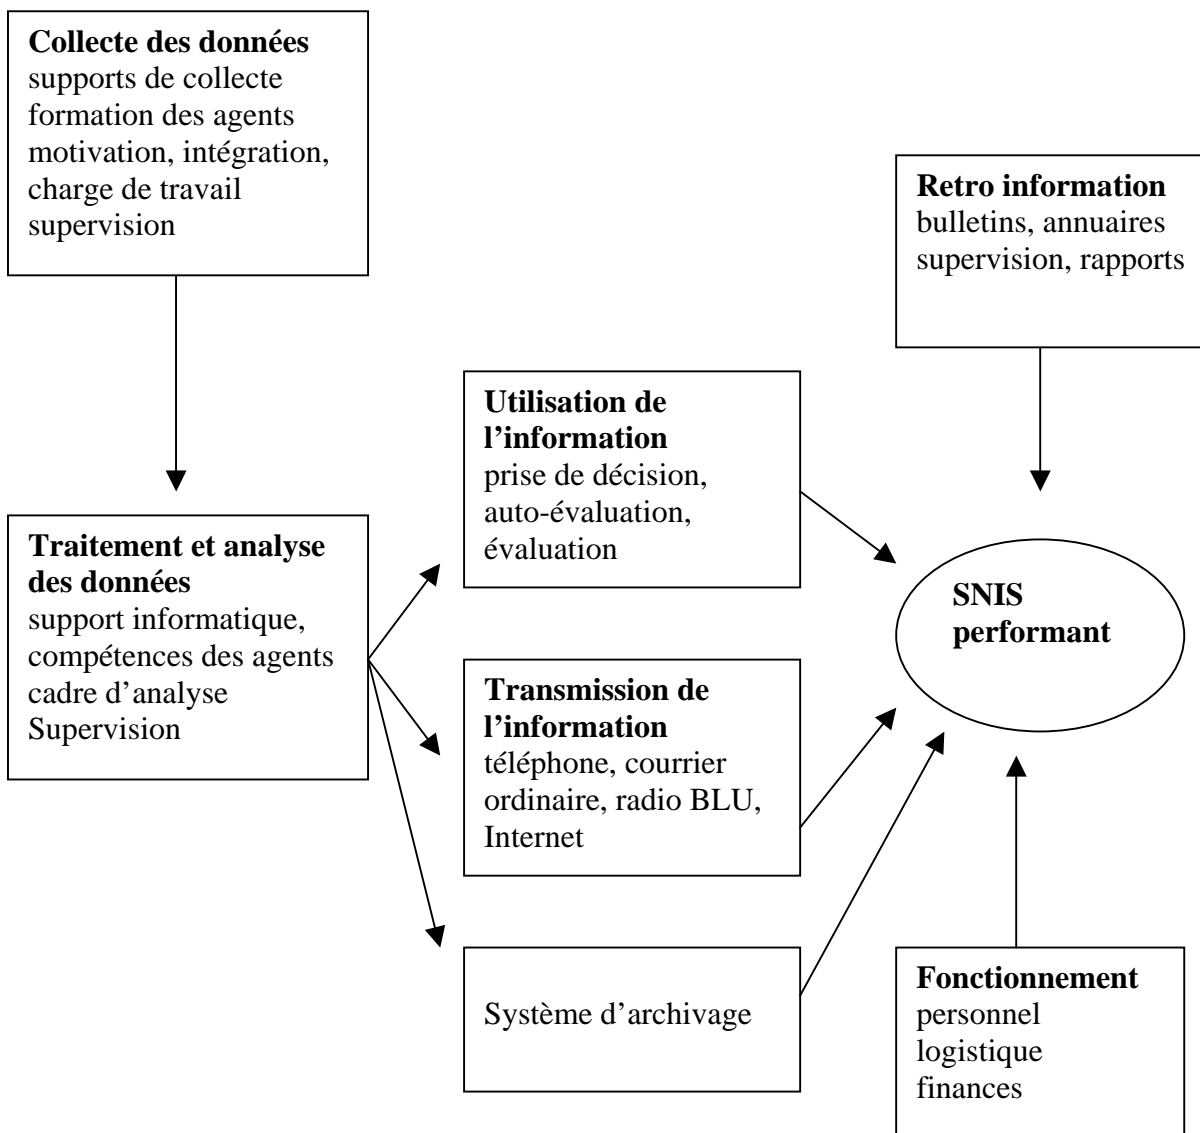 Collecte des données
supports de collecte
formation des agents
motivation, intégration,
charge de travail
supervision
Retro information
bulletins, annuaires
supervision, rapports
Utilisation de
l’information
prise de décision,
auto-évaluation,
évaluation
Traitement et analyse
des données
support informatique,
compétences des agents
cadre d’analyse
Supervision
SNIS
performant
Transmission de
l’information
téléphone, courrier
ordinaire, radio BLU,
Internet
Système d’archivage
Fonctionnement
personnel
logistique
finances